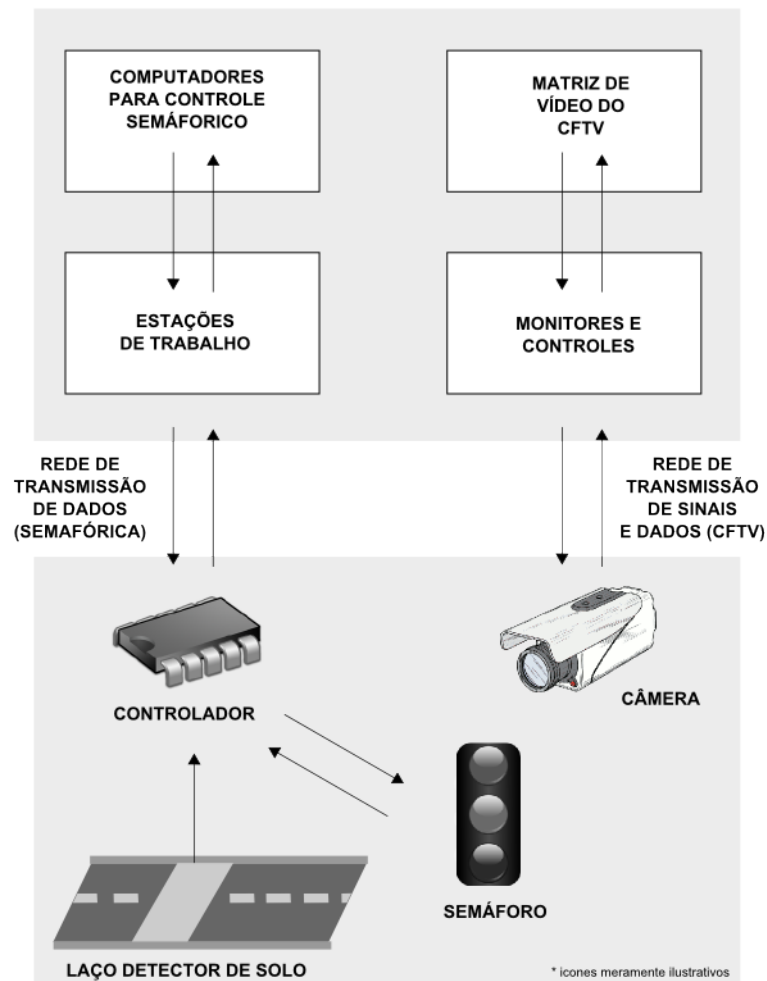 COMPUTADORES
PARA CONTROLE
SEMÁFORICO
MATRIZ DE
VÍDEO DO
CFTV
ESTAÇÕES
DE TRABALHO
MONITORES E
CONTROLES
REDE DE
TRANSMISSÃO
DE DADOS
(SEMAFÓRICA)
REDE DE
TRANSMISSÃO
DE SINAIS
E DADOS (CFTV)
CONTROLADOR
CÂMERA
SEMÁFORO
LAÇO DETECTOR DE SOLO
* icones meramente ilustrativos